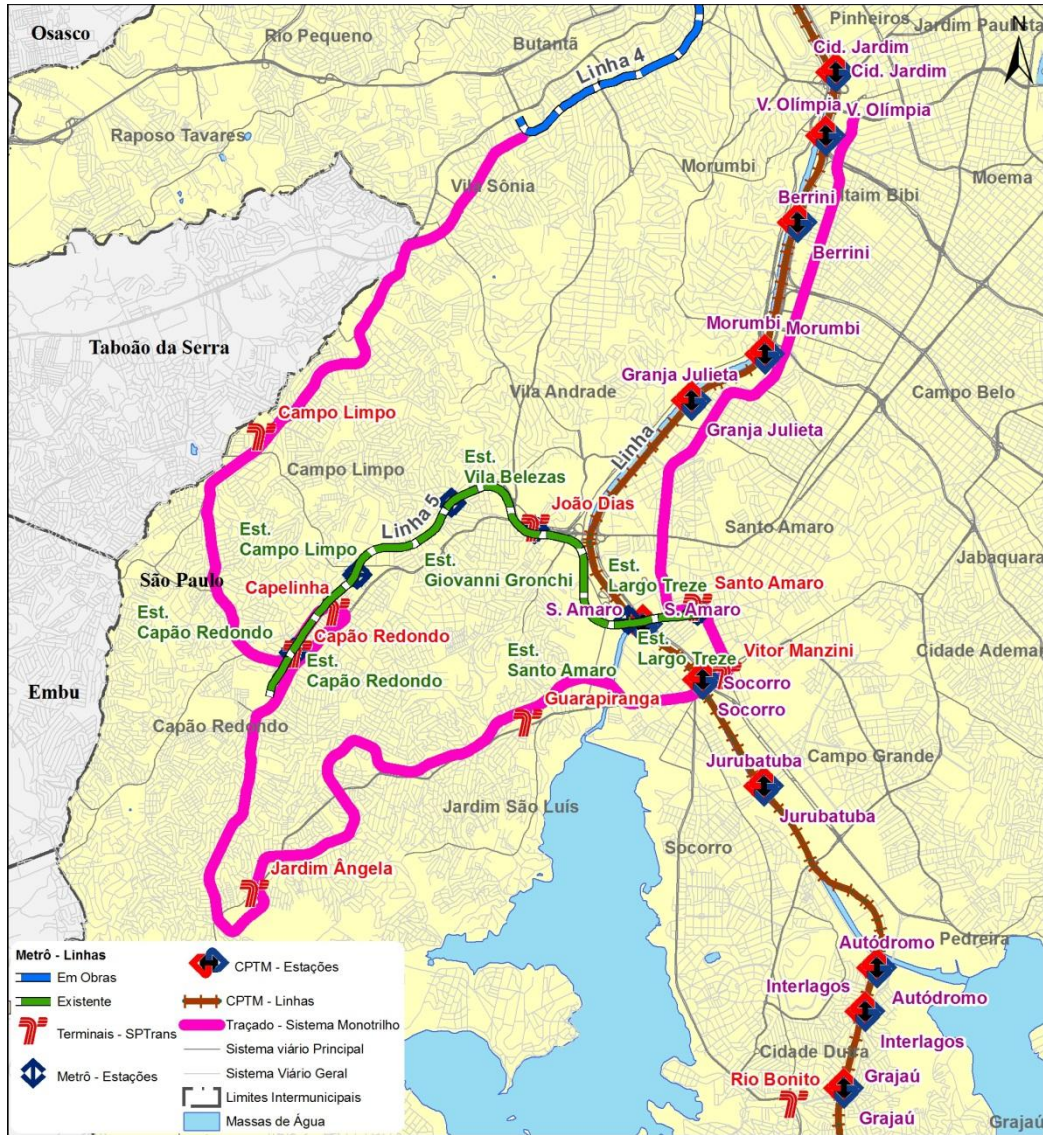 Osasco
Rio Pequeno
Butantã
Pinheiros
Jardim Paulista
N
Cid. Jardim
Cid. Jardim
Linha 4
V. Olímpia
V. Olímpia
Raposo Tavares
Morumbi
Moema
Vila Sônia
Itaim Bibi
Berrini
Berrini
Taboão da Serra
Morumbi
Morumbi
Granja Julieta
Vila Andrade
Campo Belo
Campo Limpo
Granja Julieta
Linha
Campo Limpo
Est.
Vila Belezas
João Dias
Linha 5
Est.
Campo Limpo
Santo Amaro
Est.
Giovanni Gronchi
Jabaquara
São Paulo
Capelinha
Est.
Largo Treze
Santo Amaro
Est.
Capão Redondo
S. Amaro
S. Amaro
Capão Redondo
Est.
Largo Treze
Vitor Manzini
Cidade Ademar
Est.
Capão Redondo
Est.
Santo Amaro
Embu
Socorro
Guarapiranga
Socorro
Capão Redondo
Campo Grande
Jurubatuba
Jardim São Luís
Jurubatuba
Socorro
Jardim Ângela
Autódromo
Pedreira
Interlagos
Autódromo
Interlagos
Cidade Dutra
Rio Bonito
Grajaú
Grajaú
Grajaú
Metrô - Linhas
Em Obras
Existente
Terminais - SPTrans
Metrô - Estações
CPTM - Estações
CPTM - Linhas
Traçado - Sistema Monotrilho
Sistema viário Principal
Sistema Viário Geral
Limites Intermunicipais
Massas de Água